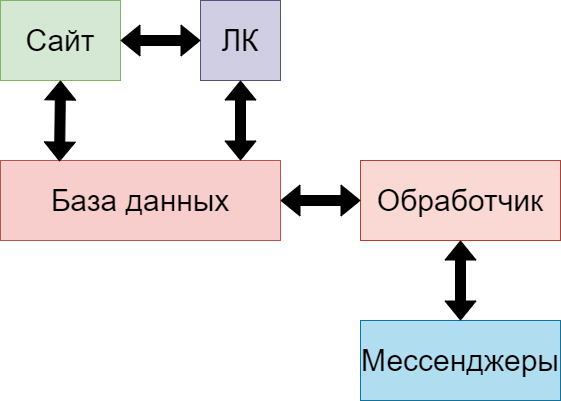 Сайт
ЛК
База данных
Обработчик
Мессенджеры